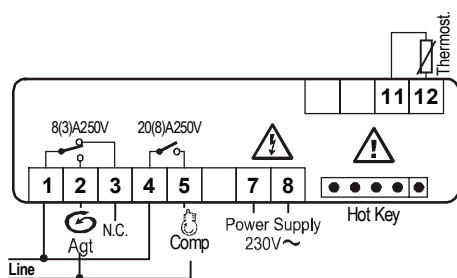 Thermost.
11 12
8(3)A250V 20(8)A250V
1 2 3 4 5 7 8
Hot Key
N.C.
Agt Comp Power Supply
230V~
Line